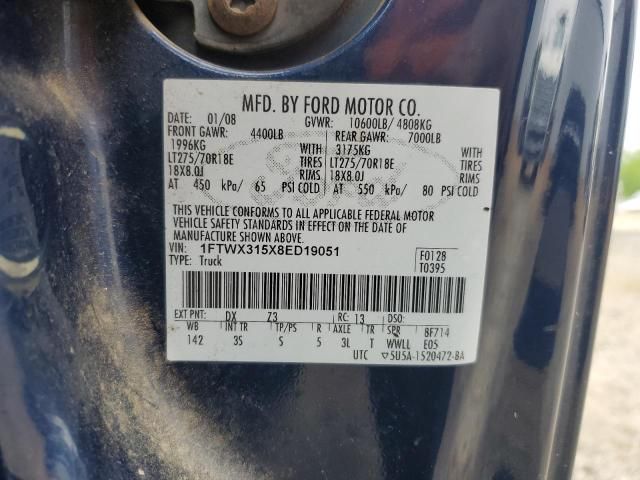 MFD. BY FORD MOTOR CO.
DATE: 01/08 GVWR: 10600LB/ 4808KG
FRONT GAWR: 4400LB REAR GAWR: 7000LB
1996KG WITH 3175KG WITH
LT275/70R18E TIRES LT275/70R18E TIRES
18X8.0J RIMS 18X8.0J RIMS
AT 450 kPa/ 65 PSI COLD AT 550 kPa/ 80 PSI COLD
THIS VEHICLE CONFORMS TO ALL APPLICABLE FEDERAL MOTOR
VEHICLE SAFETY STANDARDS IN EFFECT ON THE DATE OF
MANUFACTURE SHOWN ABOVE.
VIN: 1FTWX315X8ED19051 F0128
TYPE: Truck T0395
EXT PNT: DX Z3 RC: 13 DSO:
WB INT TR TP/PS R AXLE TR SPR 8F714
142 3S S 5 3L T WWLL E05
UTC ▽5U5A-1520472-BA
Ford